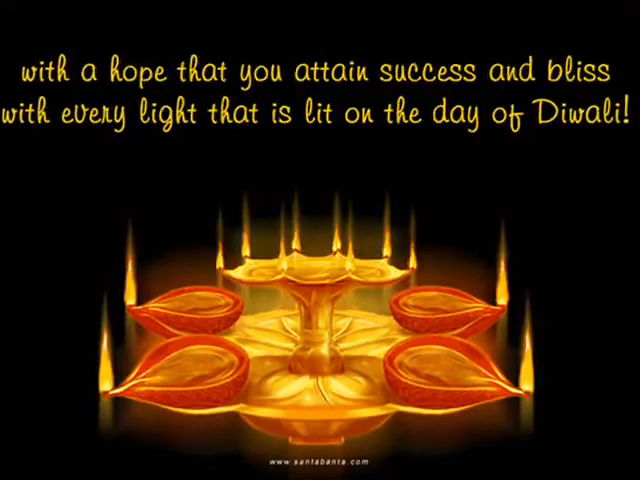 with a hope that you attain success and bliss
with every light that is lit on the day of Diwali!
www.santabanta.com